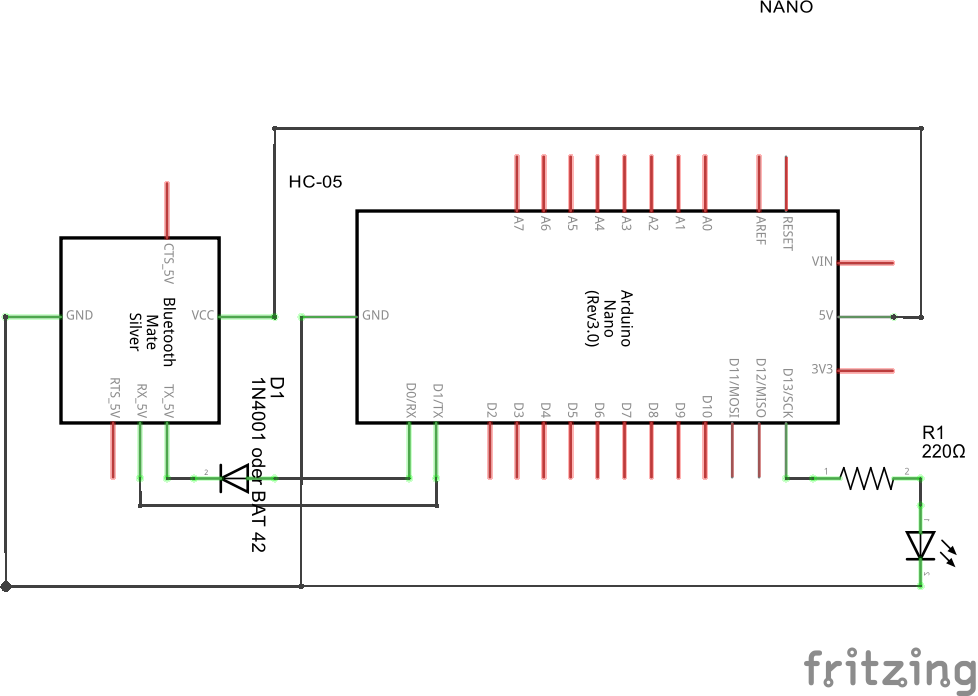 NANO
HC-05
CTS_5V
GND
VCC
Bluetooth
Mate
Silver
RTS_5V
RX_5V
TX_5V
D1
1N4001 oder BAT 42
2
A7
A6
A5
A4
A3
A2
A1
A0
AREF
RESET
VIN
5V
3V3
GND
Arduino
Nano
(Rev3.0)
D0/RX
D1/TX
D2
D3
D4
D5
D6
D7
D8
D9
D10
D11/MOSI
D12/MISO
D13/SCK
R1
220Ω
1
2
1
2
fritzing